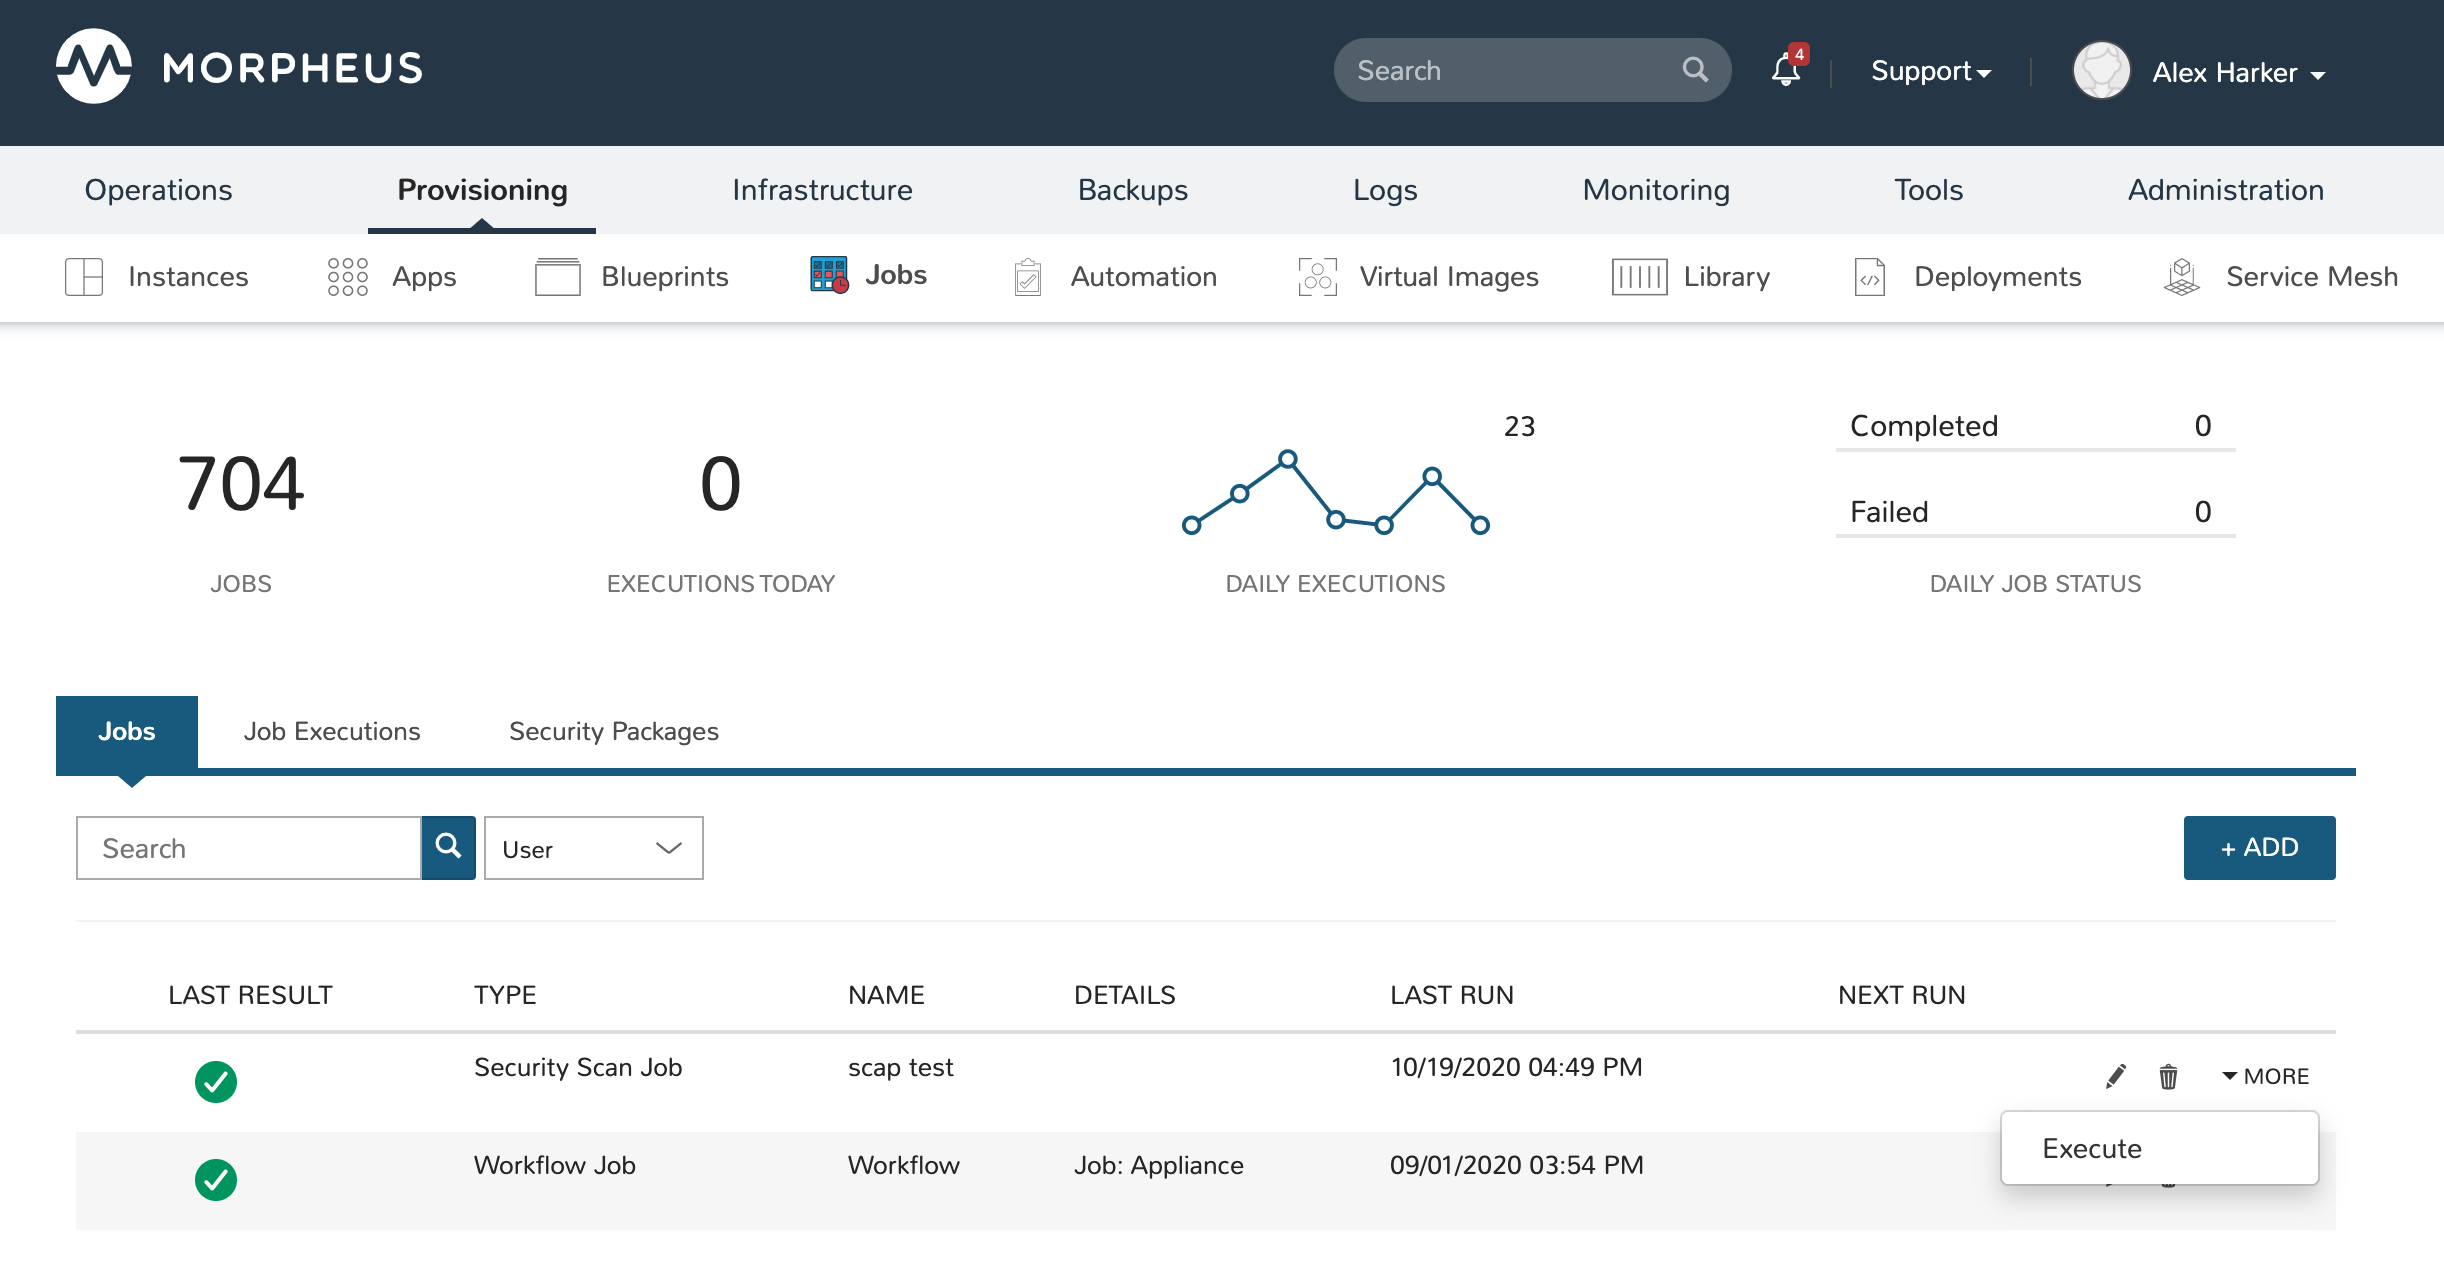 MORPHEUS
Search
4
Support
Alex Harker
Operations Provisioning Infrastructure Backups Logs Monitoring Tools Administration
Instances Apps Blueprints Jobs Automation Virtual Images Library Deployments Service Mesh
704
JOBS
0
EXECUTIONS TODAY
23
DAILY EXECUTIONS
Completed 0
Failed 0
DAILY JOB STATUS
Jobs Job Executions Security Packages
Search User + ADD
LAST RESULT TYPE NAME DETAILS LAST RUN NEXT RUN
Security Scan Job scap test 10/19/2020 04:49 PM MORE
Execute
Workflow Job Workflow Job: Appliance 09/01/2020 03:54 PM